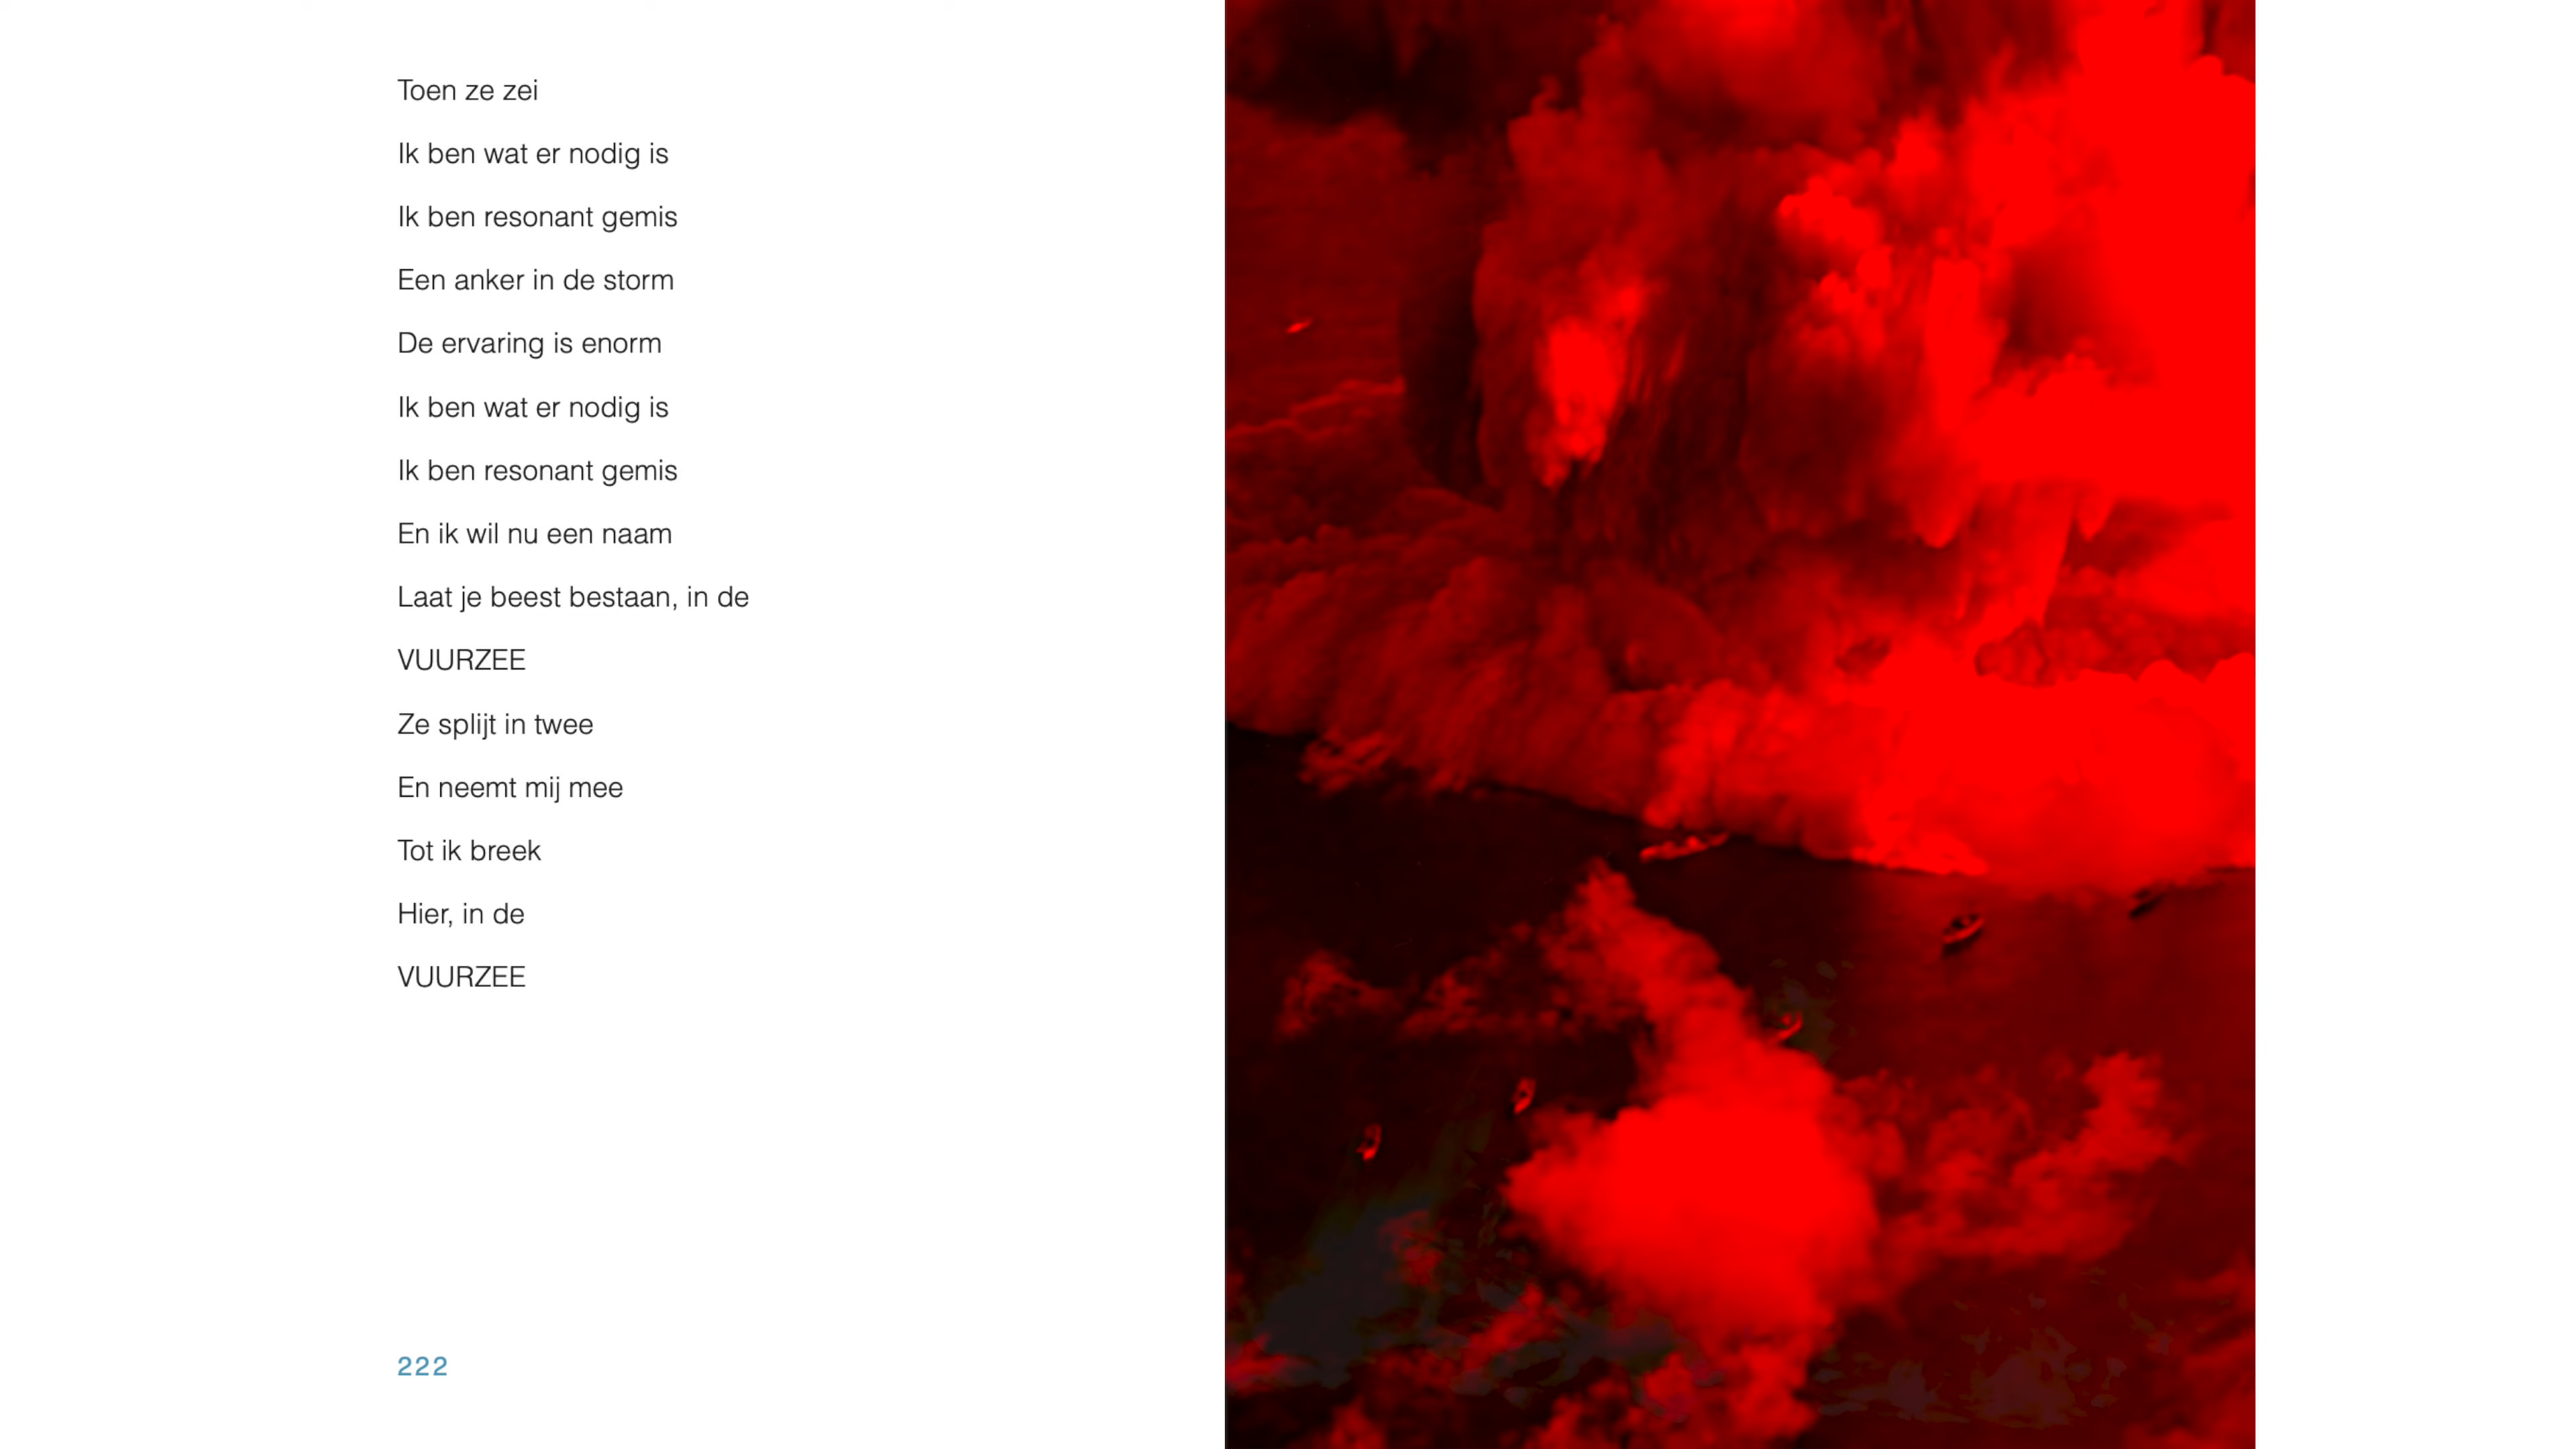 Toen ze zei
Ik ben wat er nodig is
Ik ben resonant gemis
Een anker in de storm
De ervaring is enorm
Ik ben wat er nodig is
Ik ben resonant gemis
En ik wil nu een naam
Laat je beest bestaan, in de
VUURZEE
Ze splijt in twee
En neemt mij mee
Tot ik breek
Hier, in de
VUURZEE
222